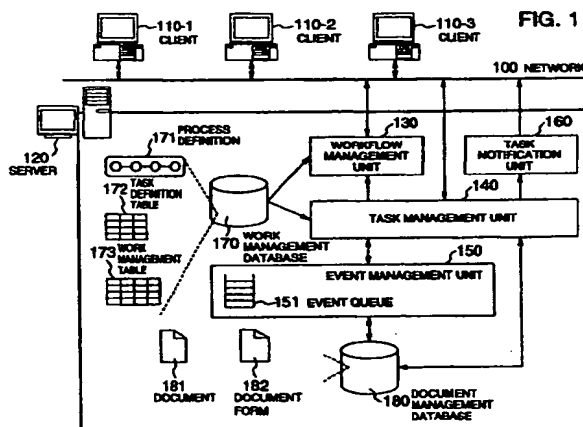 FIG. 1
110-1
CLIENT
110-2
CLIENT
110-3
CLIENT
100 NETWORK
120
SERVER
171 PROCESS
DEFINITION
130
WORKFLOW
MANAGEMENT
UNIT
160
TASK
NOTIFICATION
UNIT
172
TASK
DEFINITION
TABLE
140
TASK MANAGEMENT UNIT
173 WORK
MANAGEMENT
TABLE
170 WORK
MANAGEMENT
DATABASE
150
EVENT MANAGEMENT UNIT
151 EVENT QUEUE
181
DOCUMENT
182
DOCUMENT
FORM
180 DOCUMENT
MANAGEMENT
DATABASE